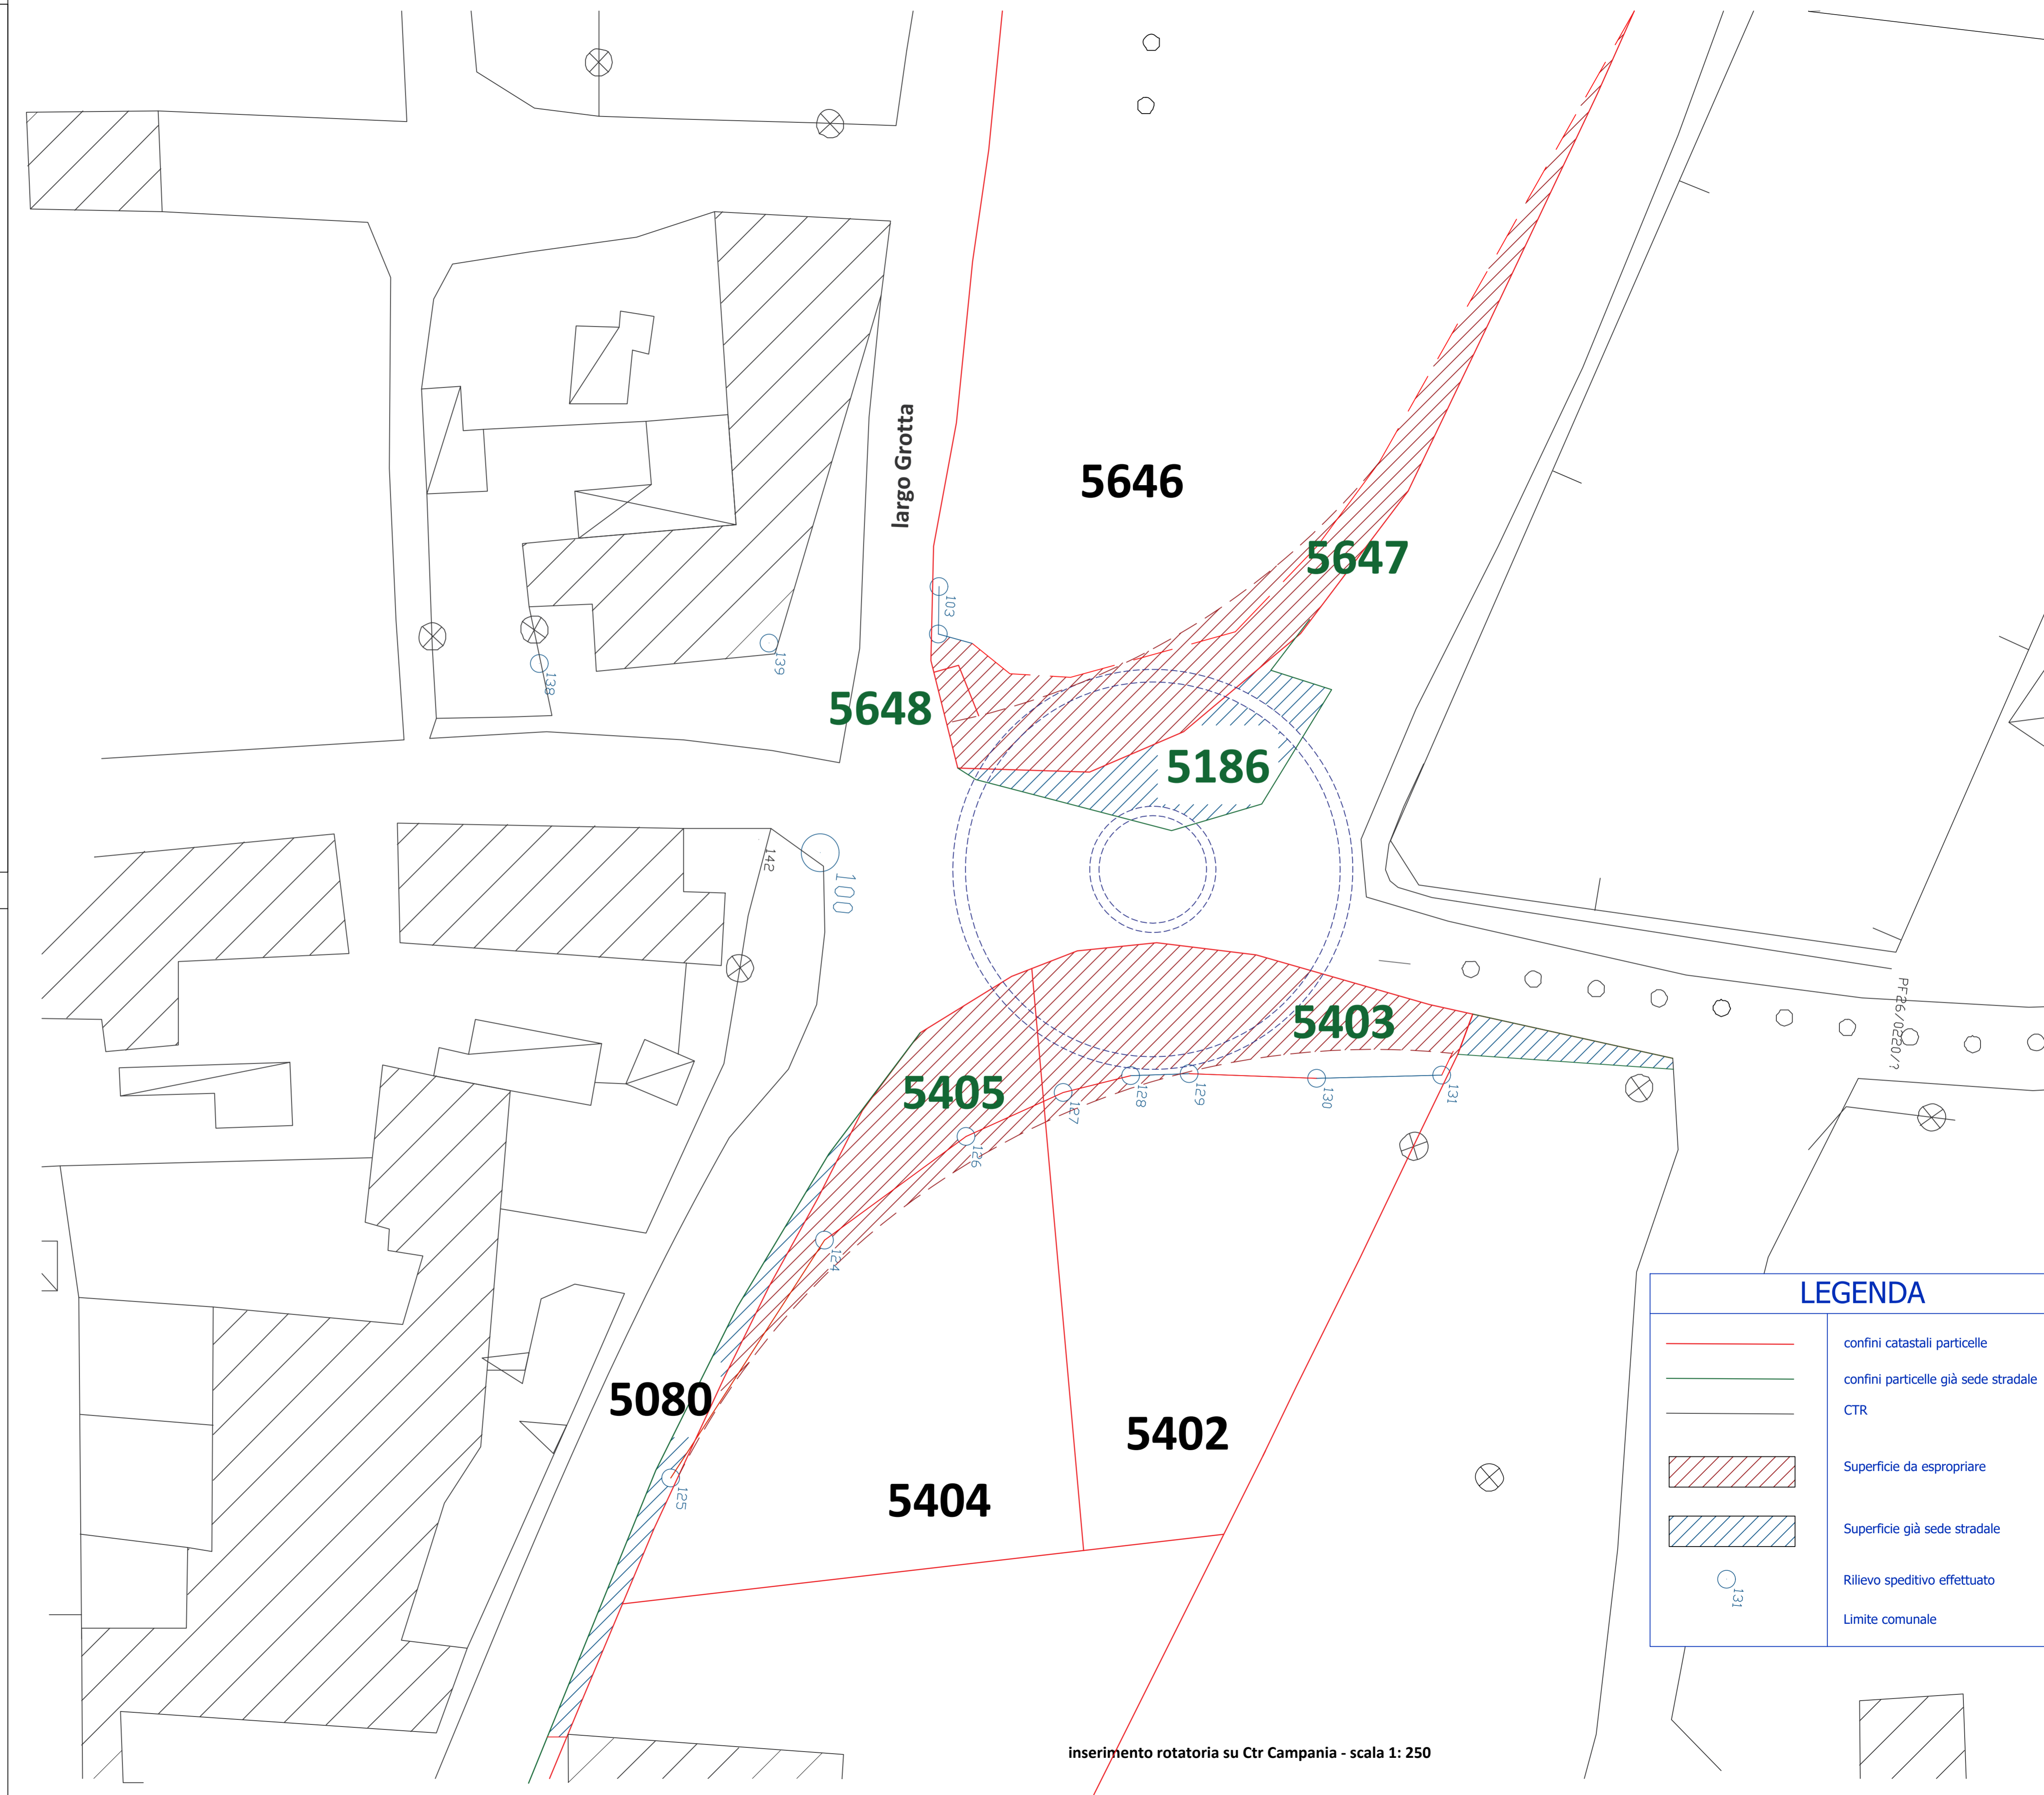 largo Grotta
5646
5647
103
139
138
5648
5186
142
100
PF26/0220/?
5403
5405
128
129
130
131
127
126
124
LEGENDA
confini catastali particelle
confini particelle già sede stradale
5080
CTR
5402
Superficie da espropriare
125
5404
Superficie già sede stradale
Rilievo speditivo effettuato
131
Limite comunale
inserimento rotatoria su Ctr Campania - scala 1: 250